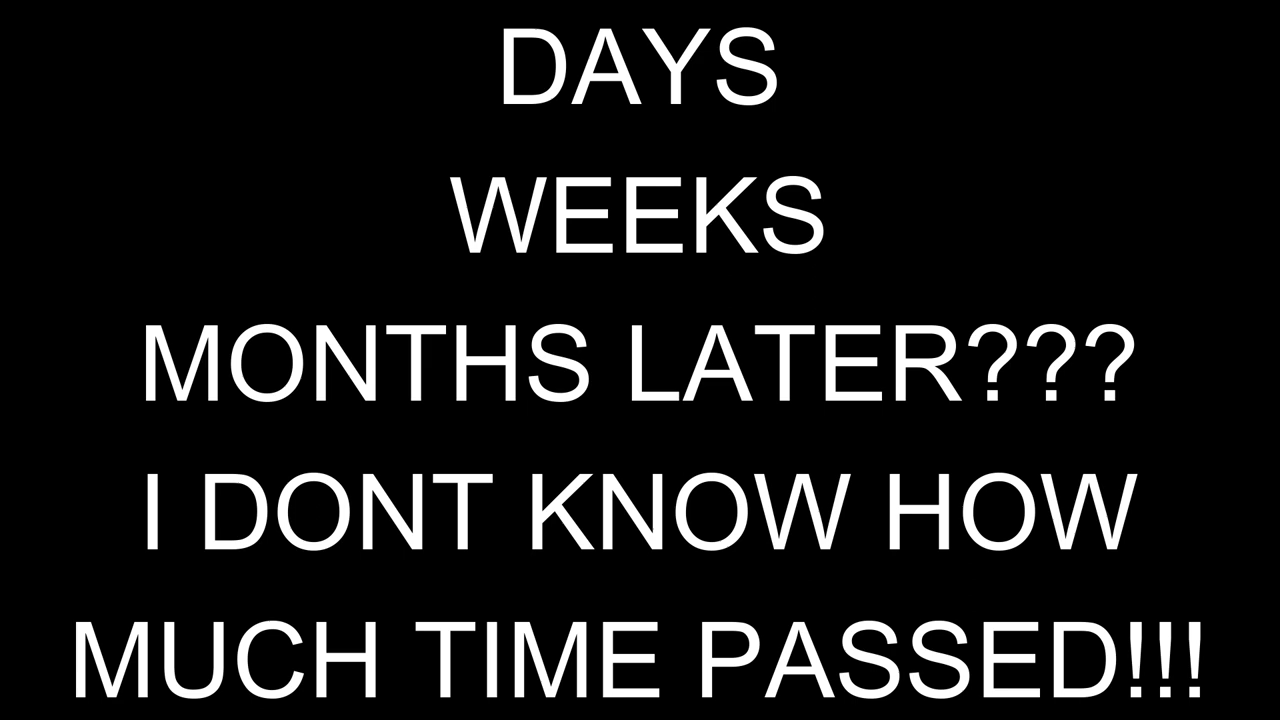 DAYS
WEEKS
MONTHS LATER???
I DONT KNOW HOW
MUCH TIME PASSED!!!